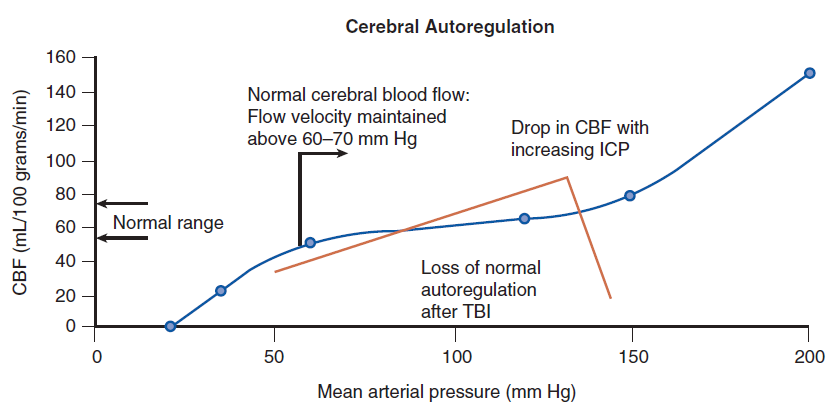 Cerebral Autoregulation
160
140
120
100
80
60
40
20
0
CBF (mL/100 grams/min)
Normal cerebral blood flow:
Flow velocity maintained
above 60–70 mm Hg
Drop in CBF with
increasing ICP
Normal range
Loss of normal
autoregulation
after TBI
0
50
100
150
200
Mean arterial pressure (mm Hg)